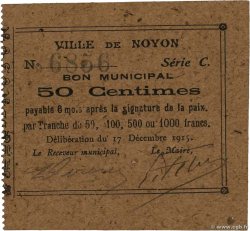 VILLE DE NOYON
N. 6856 Série C.
BON MUNICIPAL
50 Centimes
payable 6 mois après la signature de la paix.
par Tranche de 50, 100, 500 ou 1000 francs.
Délibération du 17 Décembre 1915.
Le Receveur municipal, Le Maire,